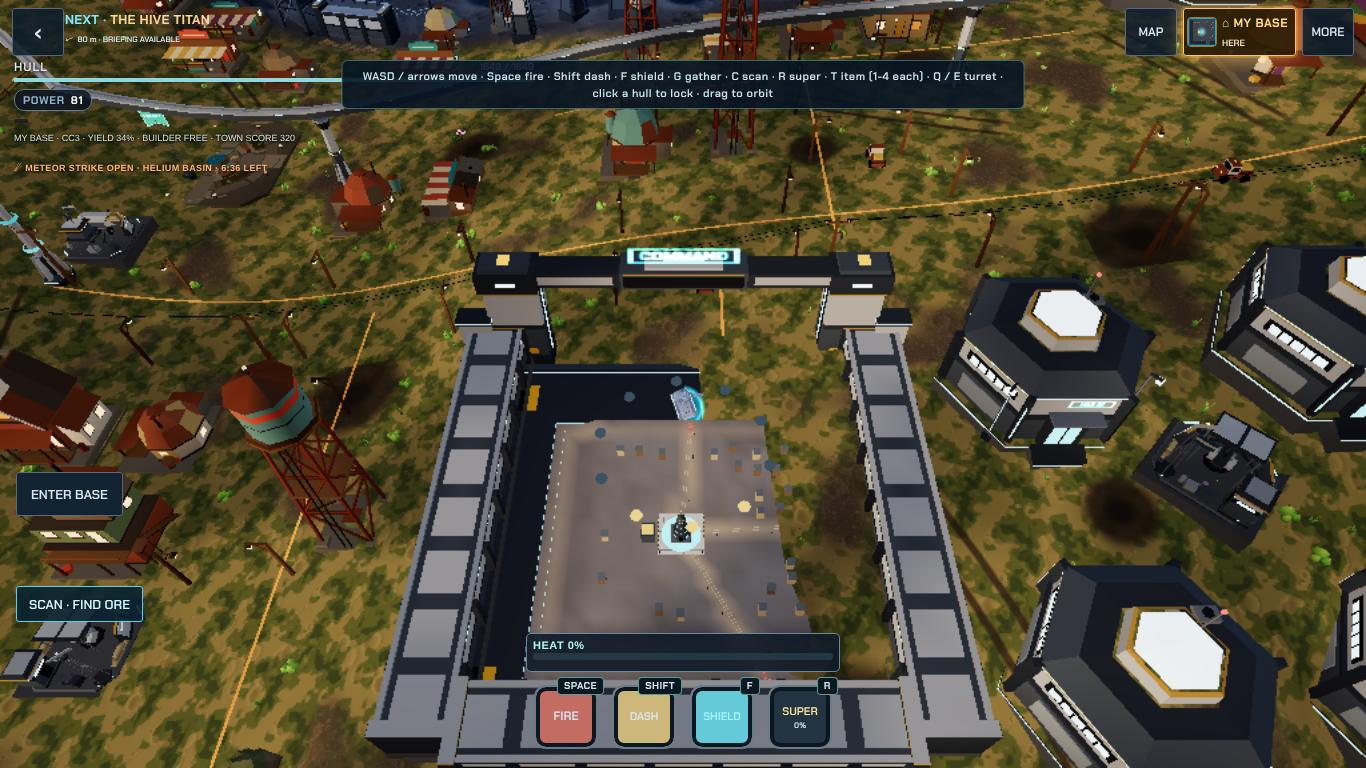 ‹
NEXT · THE HIVE TITAN
80 m · BRIEFING AVAILABLE
HULL
POWER 81
MY BASE · CC3 · YIELD 34% · BUILDER FREE · TOWN SCORE 320
METEOR STRIKE OPEN · HELIUM BASIN · 6:36 LEFT
WASD / arrows move · Space fire · Shift dash · F shield · G gather · C scan · R super · T item (1-4 each) · Q / E turret ·
click a hull to lock · drag to orbit
MAP
⌂ MY BASE
HERE
MORE
COMMAND
ENTER BASE
SCAN · FIND ORE
HEAT 0%
SPACE
FIRE
SHIFT
DASH
F
SHIELD
R
SUPER
0%